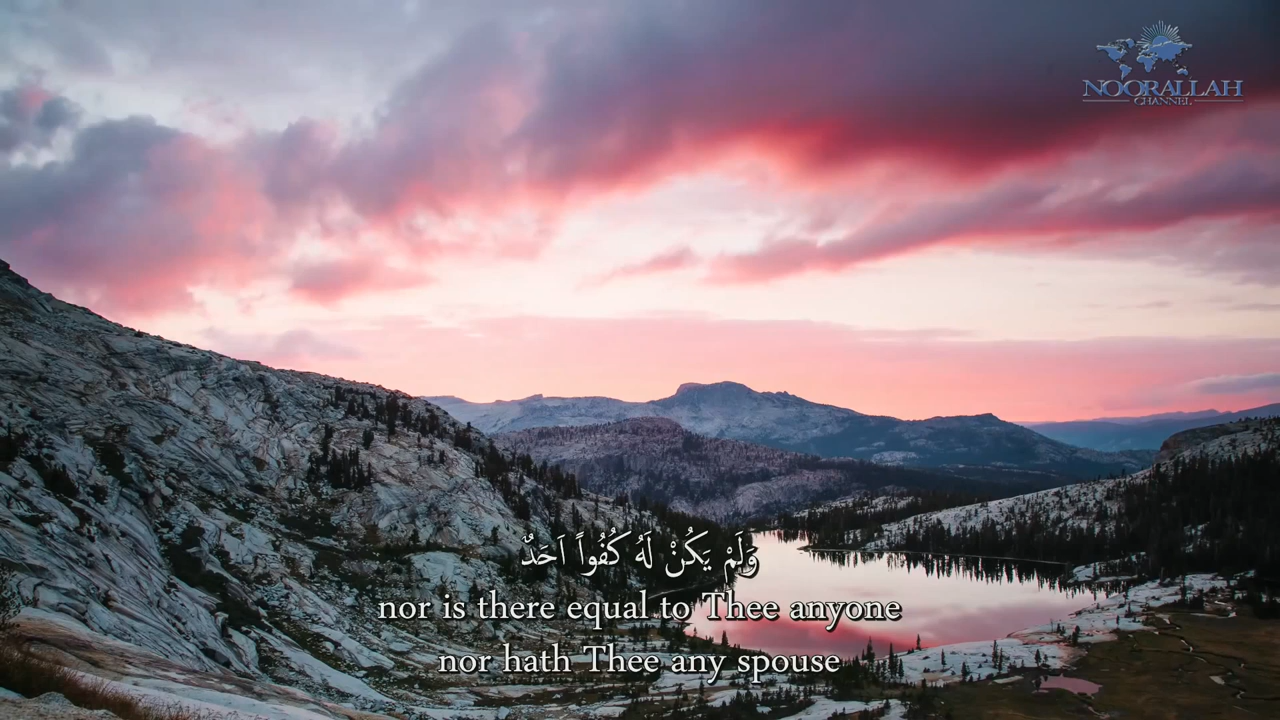 NOORALLAH
CHANNEL
وَلَمْ يَكُنْ لَهُ كُفُواً اَحَدٌ
nor is there equal to Thee anyone
nor hath Thee any spouse